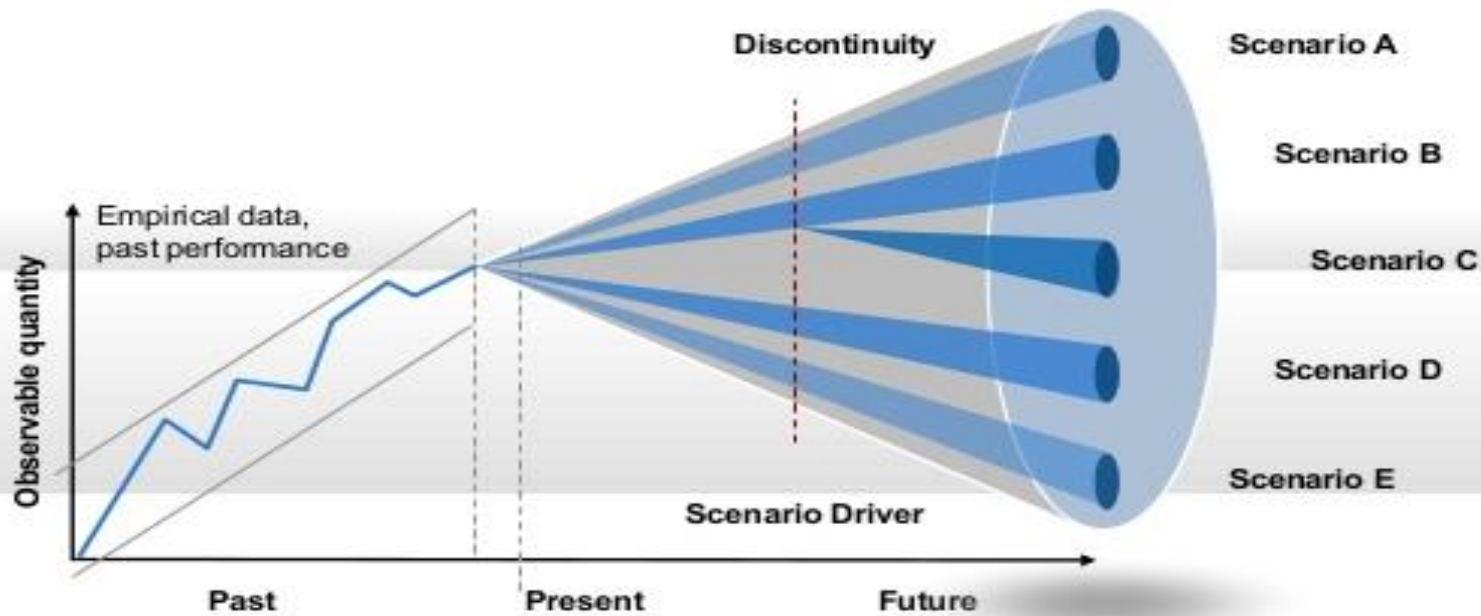 Discontinuity
Scenario A
Scenario B
Empirical data,
past performance
Scenario C
Observable quantity
Scenario D
Scenario E
Scenario Driver
Past
Present
Future